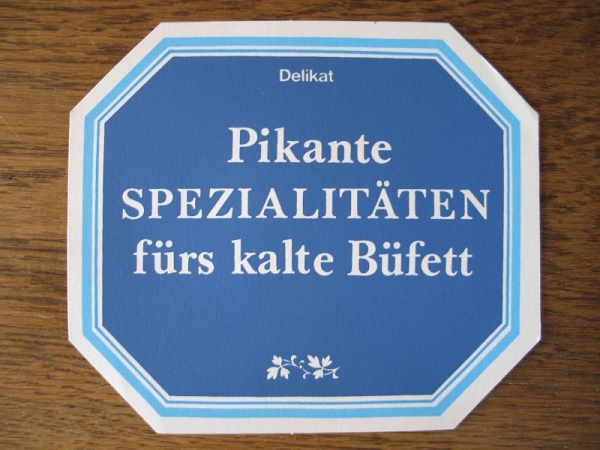 Delikat
Pikante
SPEZIALITÄTEN
fürs kalte Büfett